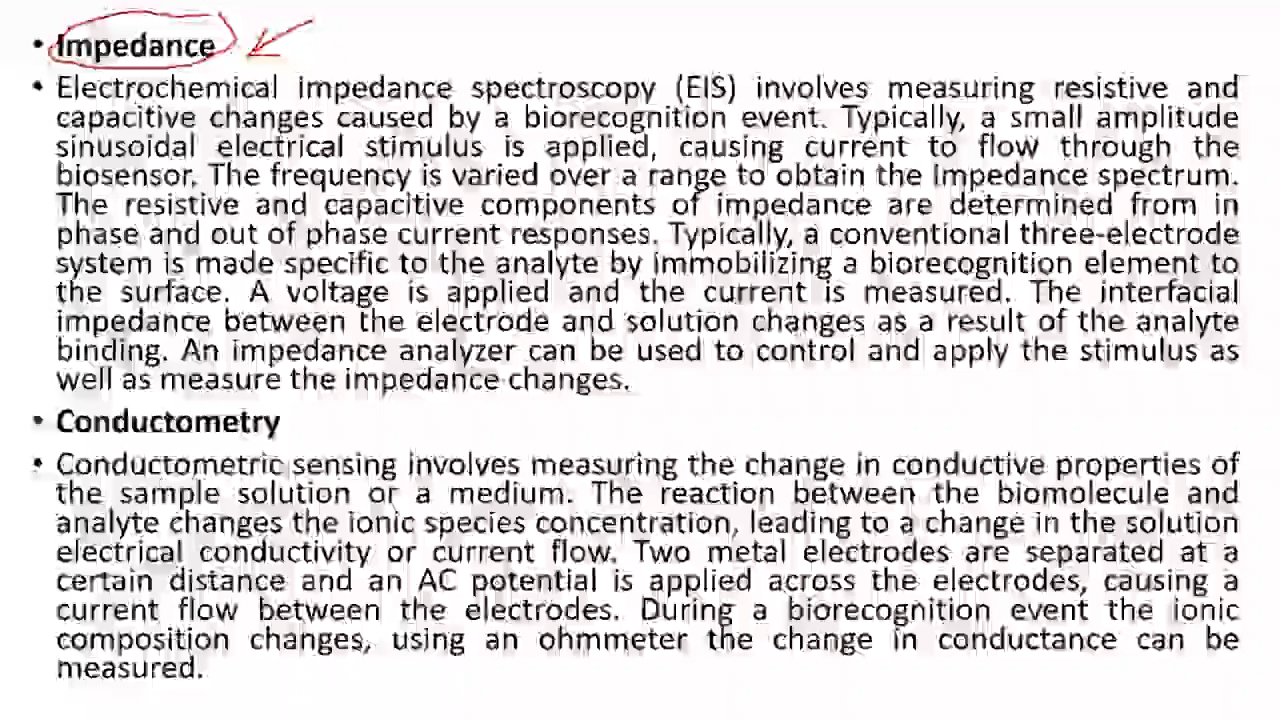 • Impedance
• Electrochemical impedance spectroscopy (EIS) involves measuring resistive and
capacitive changes caused by a biorecognition event. Typically, a small amplitude
sinusoidal electrical stimulus is applied, causing current to flow through the
biosensor. The frequency is varied over a range to obtain the impedance spectrum.
The resistive and capacitive components of impedance are determined from in
phase and out of phase current responses. Typically, a conventional three-electrode
system is made specific to the analyte by immobilizing a biorecognition element to
the surface. A voltage is applied and the current is measured. The interfacial
impedance between the electrode and solution changes as a result of the analyte
binding. An impedance analyzer can be used to control and apply the stimulus as
well as measure the impedance changes.
• Conductometry
• Conductometric sensing involves measuring the change in conductive properties of
the sample solution or a medium. The reaction between the biomolecule and
analyte changes the ionic species concentration, leading to a change in the solution
electrical conductivity or current flow. Two metal electrodes are separated at a
certain distance and an AC potential is applied across the electrodes, causing a
current flow between the electrodes. During a biorecognition event the ionic
composition changes, using an ohmmeter the change in conductance can be
measured.